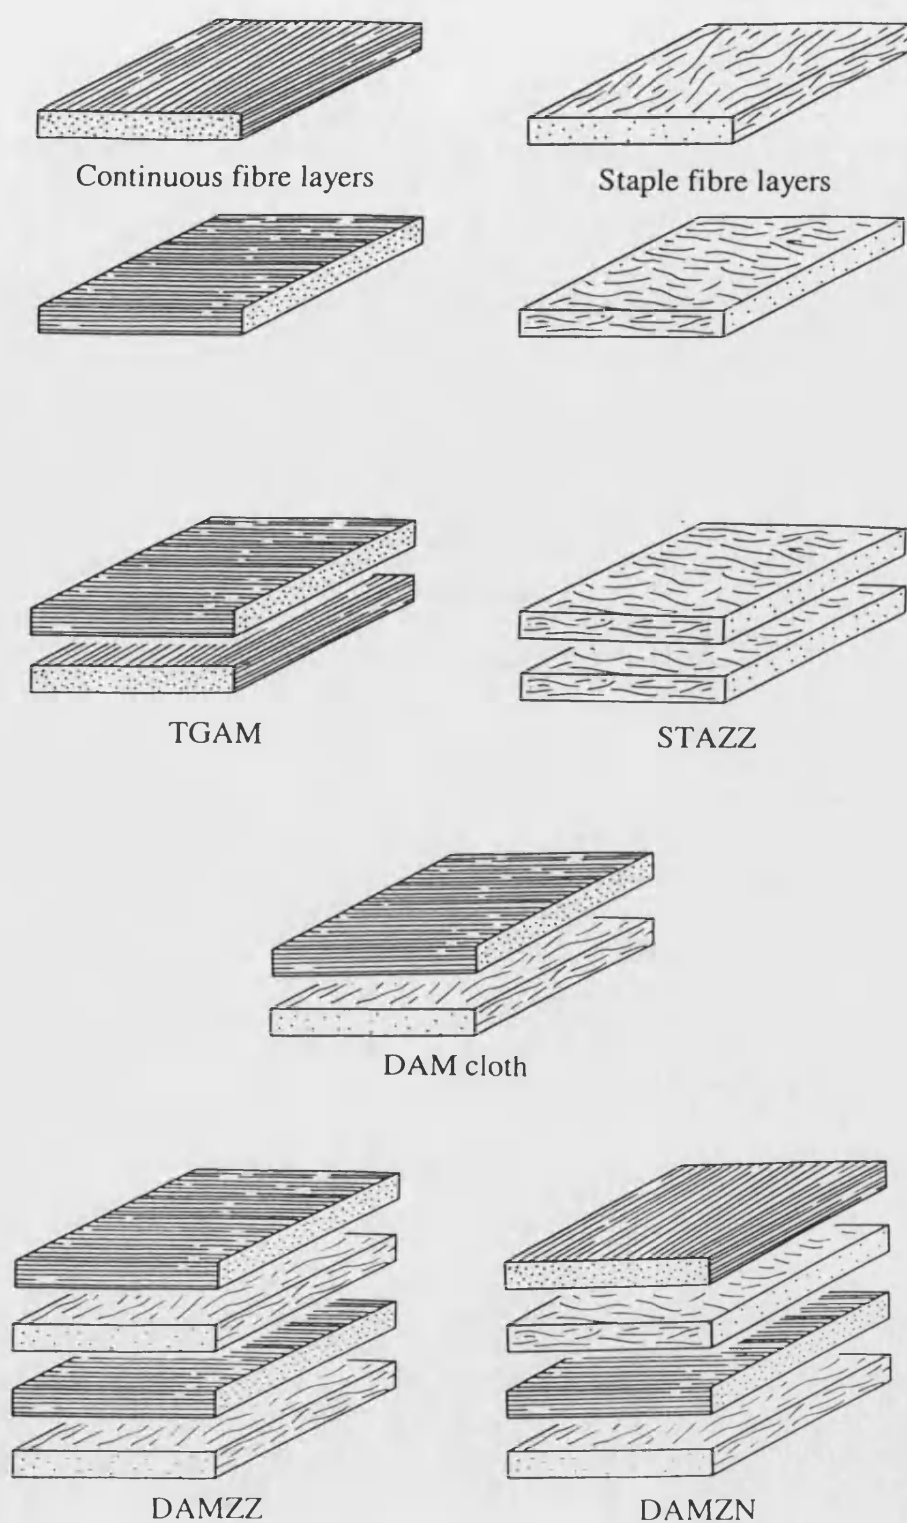 Continuous fibre layers
Staple fibre layers
TGAM
STAZZ
DAM cloth
DAMZZ
DAMZN